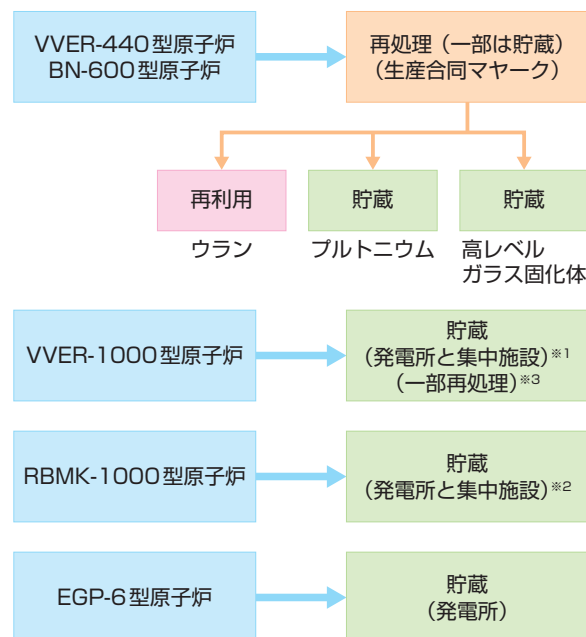 VVER-440型原子炉
BN-600型原子炉
再処理（一部は貯蔵）
（生産合同マヤーク）
再利用
貯蔵
貯蔵
ウラン
プルトニウム
高レベル
ガラス固化体
VVER-1000型原子炉
貯蔵
（発電所と集中施設）※1
（一部再処理）※3
RBMK-1000型原子炉
貯蔵
（発電所と集中施設）※2
EGP-6型原子炉
貯蔵
（発電所）